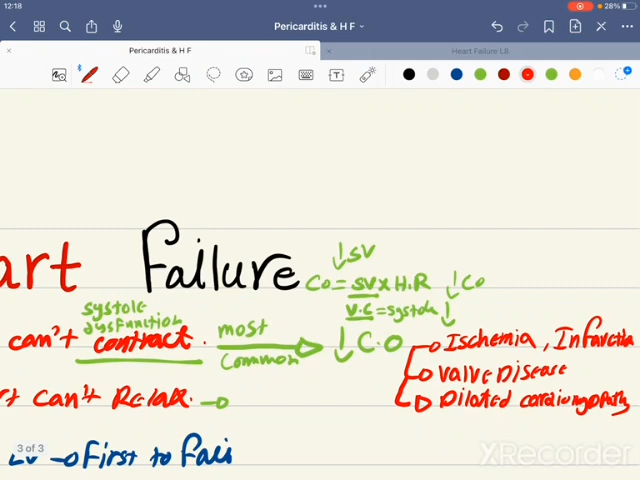 12:18
28%
Pericarditis & H F
Pericarditis & H F
Heart Failure L8
art Failure
↓SV
Co = SV x H.R ↓Co
V.C = systole ↓
systole
dysfunction
can't contract. most
common ↓C.O
Ischemia, Infarctio
Valve Disease
Dilated cardiomyopathy
t can't Relax
3 of 3
LV First to Fail
XRecorder